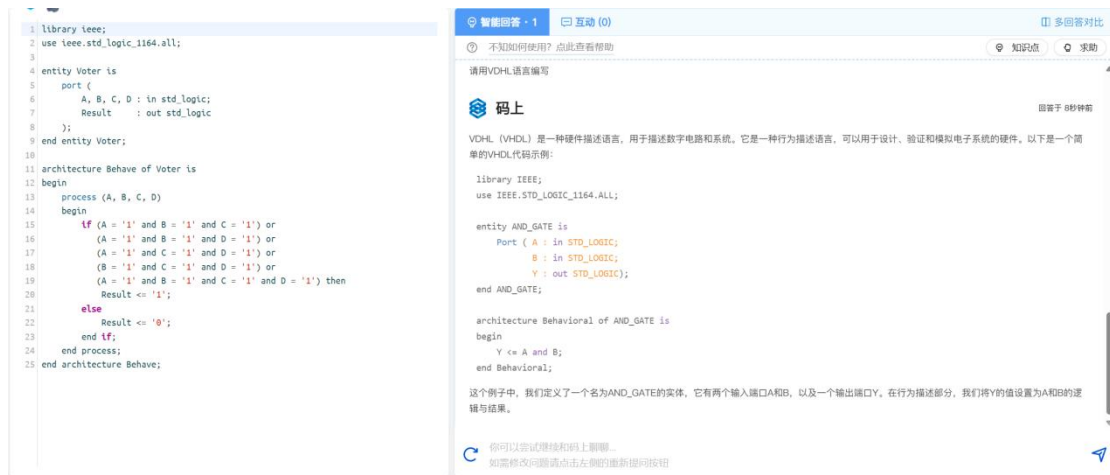 1 library ieee;
2 use ieee.std_logic_1164.all;
3
4 entity Voter is
5 port (
6 A, B, C, D : in std_logic;
7 Result : out std_logic
8 );
9 end entity Voter;
10
11 architecture Behave of Voter is
12 begin
13 process (A, B, C, D)
14 begin
15 if (A = '1' and B = '1' and C = '1') or
16 (A = '1' and B = '1' and D = '1') or
17 (A = '1' and C = '1' and D = '1') or
18 (B = '1' and C = '1' and D = '1') or
19 (A = '1' and B = '1' and C = '1' and D = '1') then
20 Result <= '1';
21 else
22 Result <= '0';
23 end if;
24 end process;
25 end architecture Behave;
智能回答 · 1 互动 (0) 多回答对比
不知如何使用? 点此查看帮助 知识点 求助
请用VDHL语言编写
码上 回答于 8秒钟前
VDHL（VHDL）是一种硬件描述语言，用于描述数字电路和系统。它是一种行为描述语言，可以用于设计、验证和模拟电子系统的硬件。以下是一个简
单的VHDL代码示例：
library IEEE;
use IEEE.STD_LOGIC_1164.ALL;
entity AND_GATE is
Port ( A : in STD_LOGIC;
B : in STD_LOGIC;
Y : out STD_LOGIC);
end AND_GATE;
architecture Behavioral of AND_GATE is
begin
Y <= A and B;
end Behavioral;
这个例子中，我们定义了一个名为AND_GATE的实体，它有两个输入端口A和B，以及一个输出端口Y。在行为描述部分，我们将Y的值设置为A和B的逻
辑与结果。
你可以尝试继续和码上聊聊...
如需修改问题请点击左侧的重新提问按钮